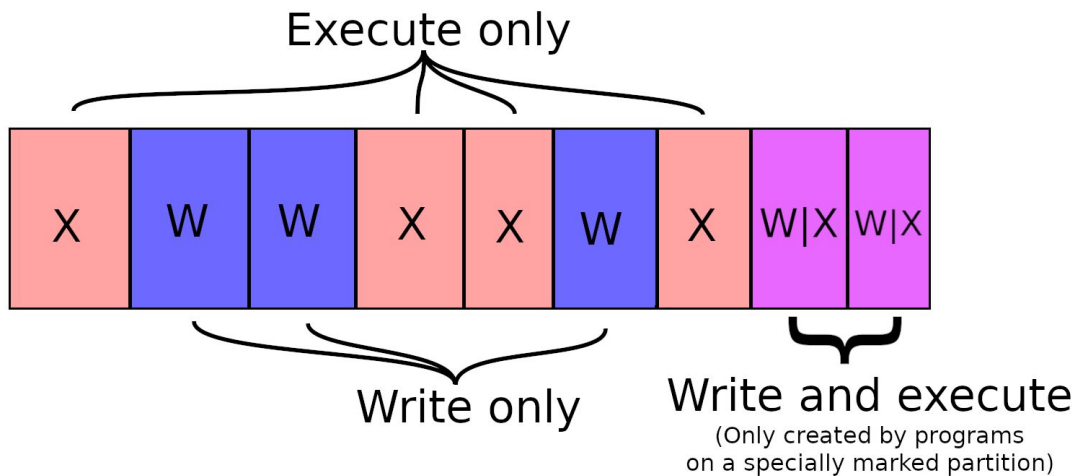 Execute only
X W W X X W X W|X W|X
Write only
Write and execute
(Only created by programs
on a specially marked partition)